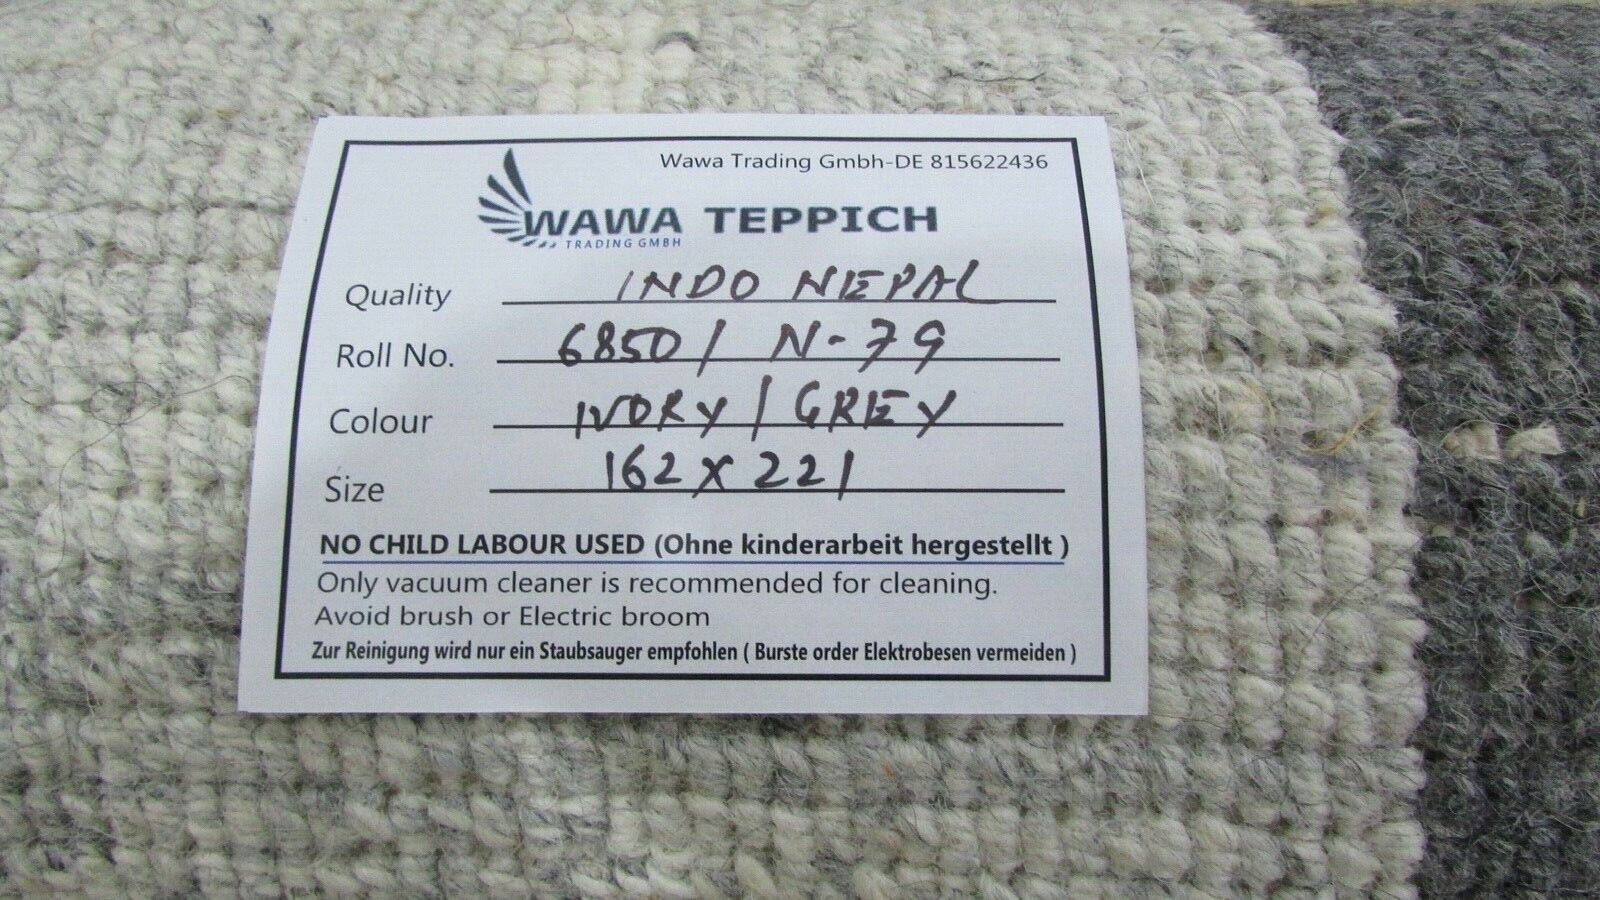 Wawa Trading Gmbh-DE 815622436
WAWA TEPPICH
TRADING GMBH
Quality INDO NEPAL
Roll No. 6850 / N-79
Colour IVORY / GREY
Size 162 x 221
NO CHILD LABOUR USED (Ohne kinderarbeit hergestellt )
Only vacuum cleaner is recommended for cleaning.
Avoid brush or Electric broom
Zur Reinigung wird nur ein Staubsauger empfohlen ( Burste order Elektrobesen vermeiden )